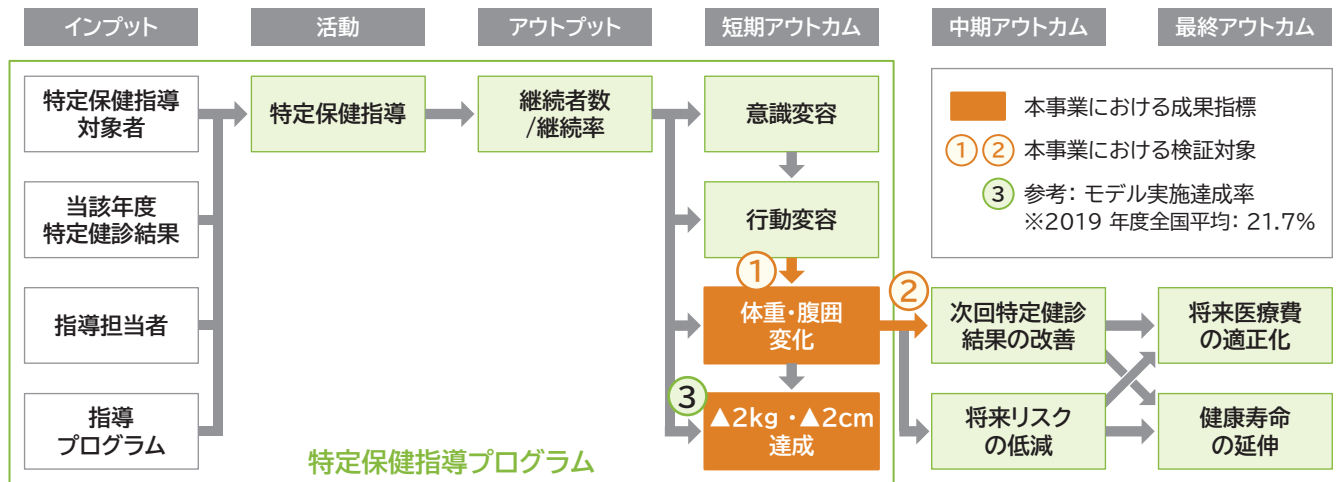 インプット
活動
アウトプット
短期アウトカム
中期アウトカム
最終アウトカム
特定保健指導
対象者
当該年度
特定健診結果
指導担当者
指導
プログラム
特定保健指導
継続者数
/継続率
意識変容
行動変容
①
体重・腹囲
変化
③
▲2kg・▲2cm
達成
特定保健指導プログラム
本事業における成果指標
①② 本事業における検証対象
③ 参考: モデル実施達成率
※2019 年度全国平均: 21.7%
②
次回特定健診
結果の改善
将来リスク
の低減
将来医療費
の適正化
健康寿命
の延伸